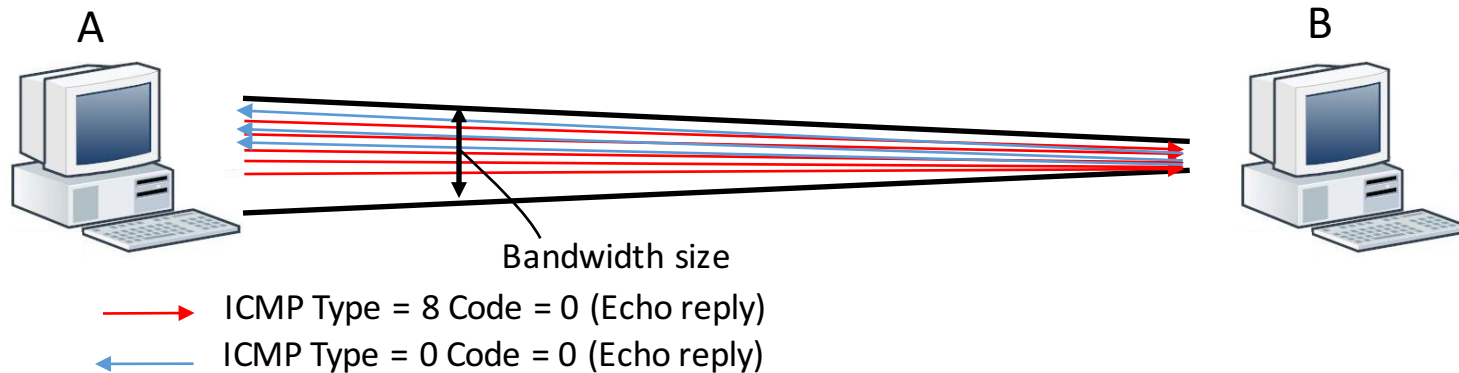 A
B
Bandwidth size
ICMP Type = 8 Code = 0 (Echo reply)
ICMP Type = 0 Code = 0 (Echo reply)